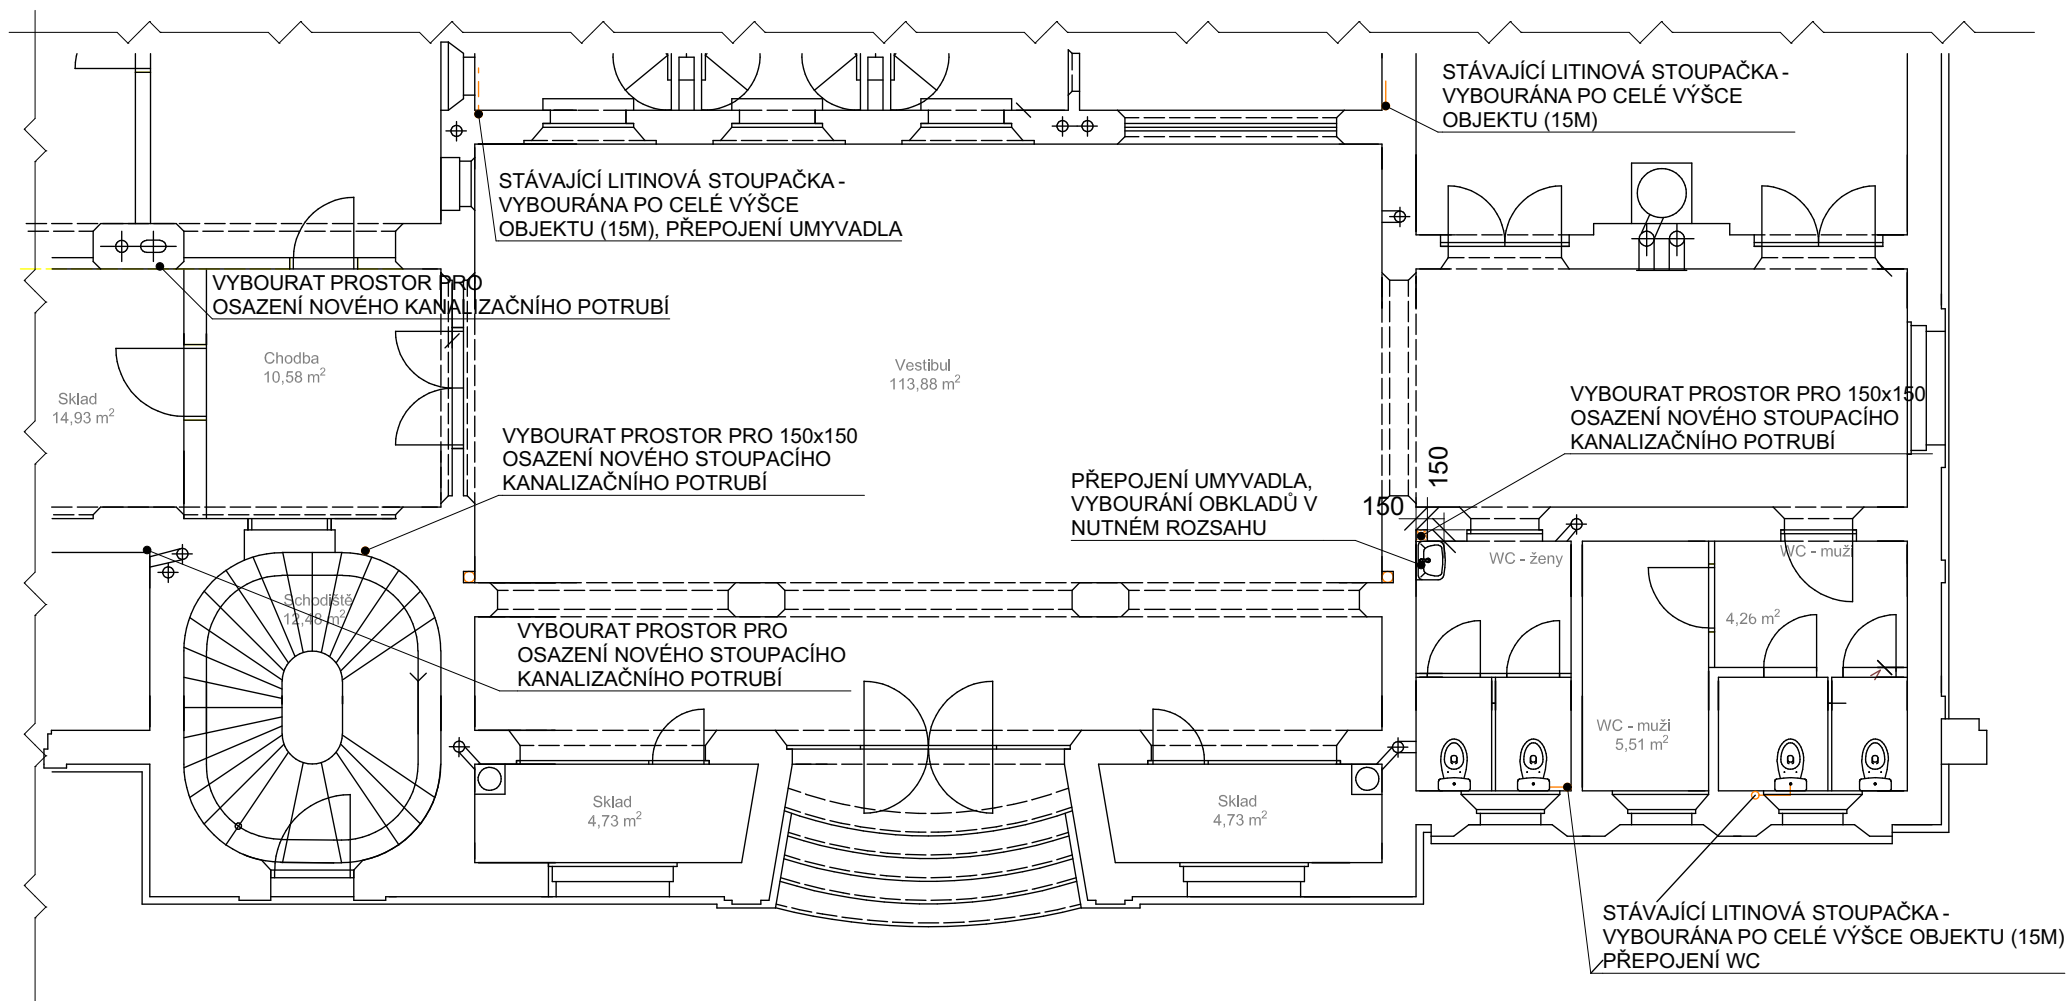 STÁVAJÍCÍ LITINOVÁ STOUPAČKA -
VYBOURÁNA PO CELÉ VÝŠCE
OBJEKTU (15M)
STÁVAJÍCÍ LITINOVÁ STOUPAČKA -
VYBOURÁNA PO CELÉ VÝŠCE
OBJEKTU (15M), PŘEPOJENÍ UMYVADLA
VYBOURAT PROSTOR PRO
OSAZENÍ NOVÉHO KANALIZAČNÍHO POTRUBÍ
Chodba
10,58 m²
Vestibul
113,88 m²
Sklad
14,93 m²
VYBOURAT PROSTOR PRO 150x150
OSAZENÍ NOVÉHO STOUPACÍHO
KANALIZAČNÍHO POTRUBÍ
VYBOURAT PROSTOR PRO 150x150
OSAZENÍ NOVÉHO STOUPACÍHO
KANALIZAČNÍHO POTRUBÍ
PŘEPOJENÍ UMYVADLA,
VYBOURÁNÍ OBKLADŮ V
NUTNÉM ROZSAHU
150
150
WC - ženy
WC - muži
4,26 m²
Schodiště
12,48 m²
VYBOURAT PROSTOR PRO
OSAZENÍ NOVÉHO STOUPACÍHO
KANALIZAČNÍHO POTRUBÍ
WC - muži
5,51 m²
Sklad
4,73 m²
Sklad
4,73 m²
STÁVAJÍCÍ LITINOVÁ STOUPAČKA -
VYBOURÁNA PO CELÉ VÝŠCE OBJEKTU (15M)
PŘEPOJENÍ WC